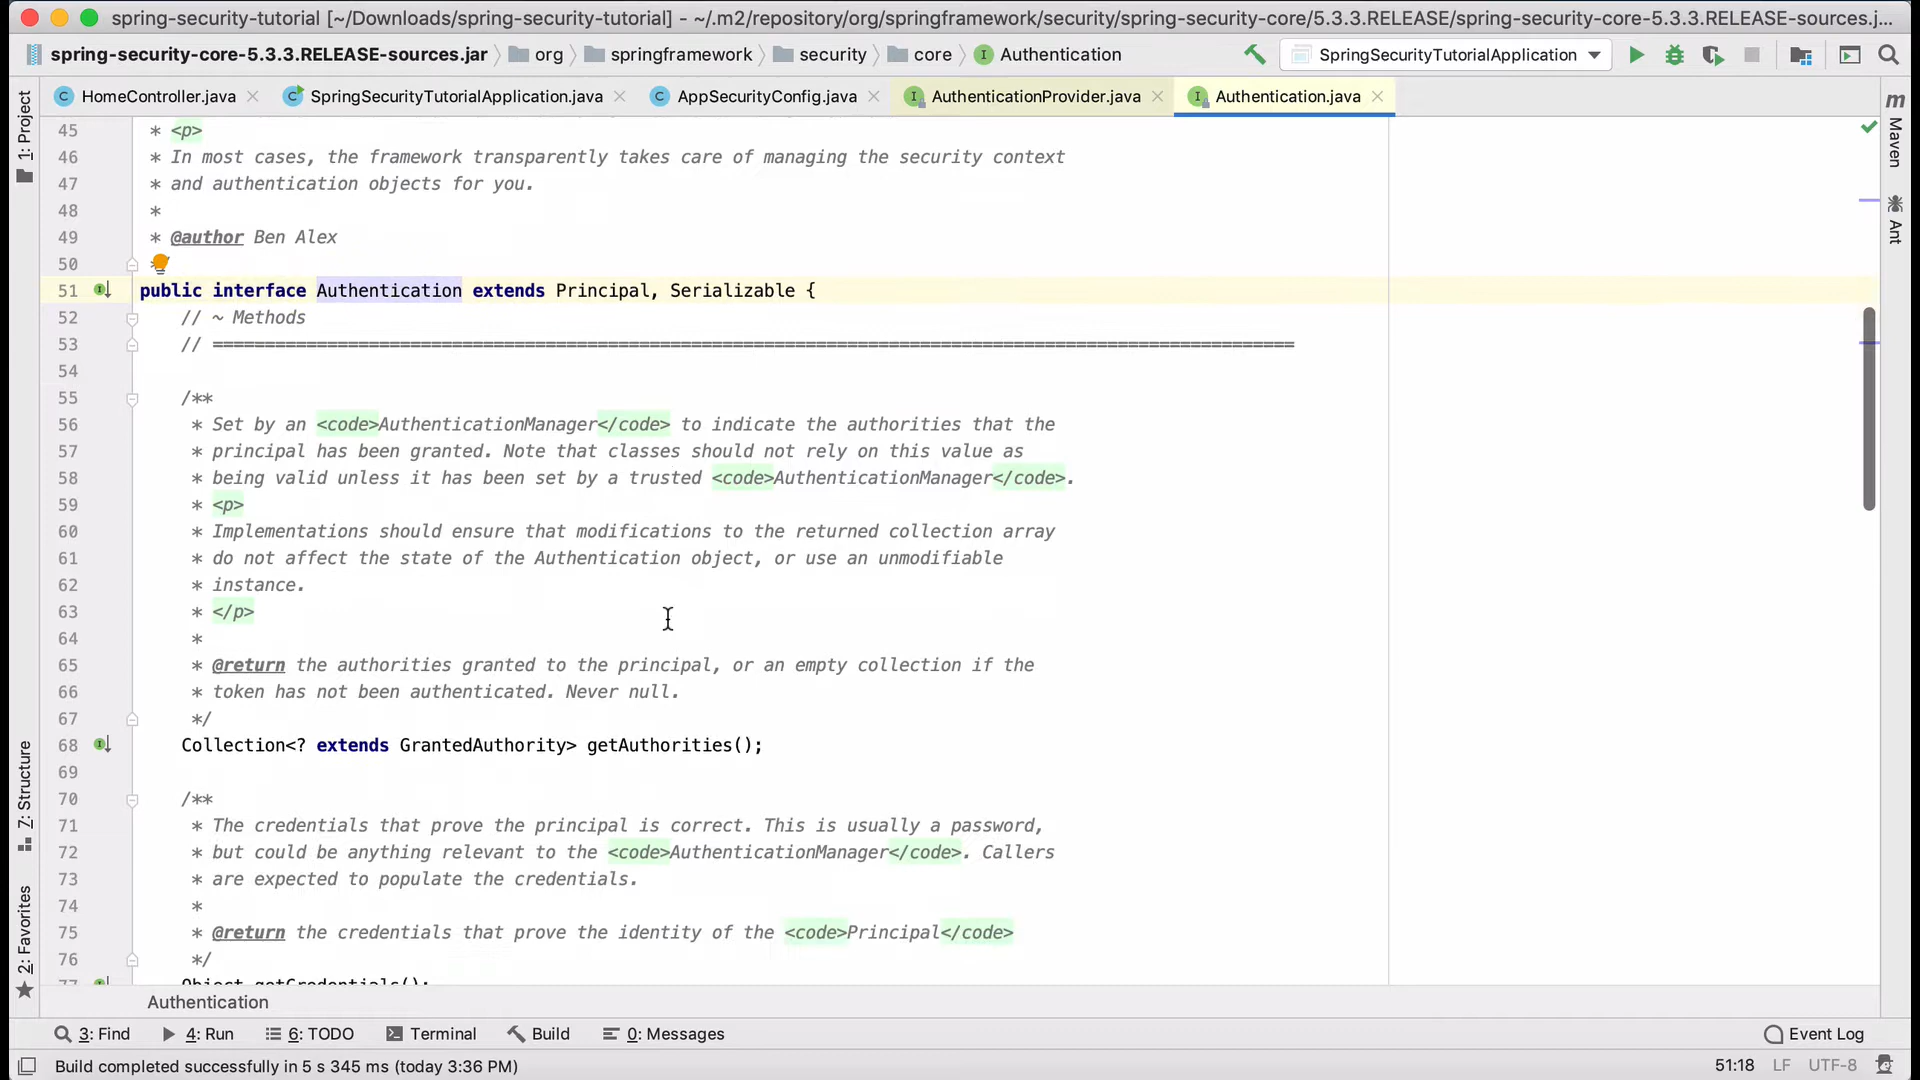 spring-security-tutorial [~/Downloads/spring-security-tutorial] - ~/.m2/repository/org/springframework/security/spring-security-core/5.3.3.RELEASE/spring-security-core-5.3.3.RELEASE-sources.j...
spring-security-core-5.3.3.RELEASE-sources.jar org springframework security core Authentication SpringSecurityTutorialApplication
HomeController.java SpringSecurityTutorialApplication.java AppSecurityConfig.java AuthenticationProvider.java Authentication.java
1: Project
Z: Structure
2: Favorites
45 * <p>
46 * In most cases, the framework transparently takes care of managing the security context
47 * and authentication objects for you.
48 *
49 * @author Ben Alex
50
51 public interface Authentication extends Principal, Serializable {
52 // ~ Methods
53 // ========================================================================================================
54
55 /**
56 * Set by an <code>AuthenticationManager</code> to indicate the authorities that the
57 * principal has been granted. Note that classes should not rely on this value as
58 * being valid unless it has been set by a trusted <code>AuthenticationManager</code>.
59 * <p>
60 * Implementations should ensure that modifications to the returned collection array
61 * do not affect the state of the Authentication object, or use an unmodifiable
62 * instance.
63 * </p>
64 *
65 * @return the authorities granted to the principal, or an empty collection if the
66 * token has not been authenticated. Never null.
67 */
68 Collection<? extends GrantedAuthority> getAuthorities();
69
70 /**
71 * The credentials that prove the principal is correct. This is usually a password,
72 * but could be anything relevant to the <code>AuthenticationManager</code>. Callers
73 * are expected to populate the credentials.
74 *
75 * @return the credentials that prove the identity of the <code>Principal</code>
76 */
77 Object getCredentials();
m
Maven
Ant
Authentication
3: Find 4: Run 6: TODO Terminal Build 0: Messages Event Log
Build completed successfully in 5 s 345 ms (today 3:36 PM) 51:18 LF UTF-8